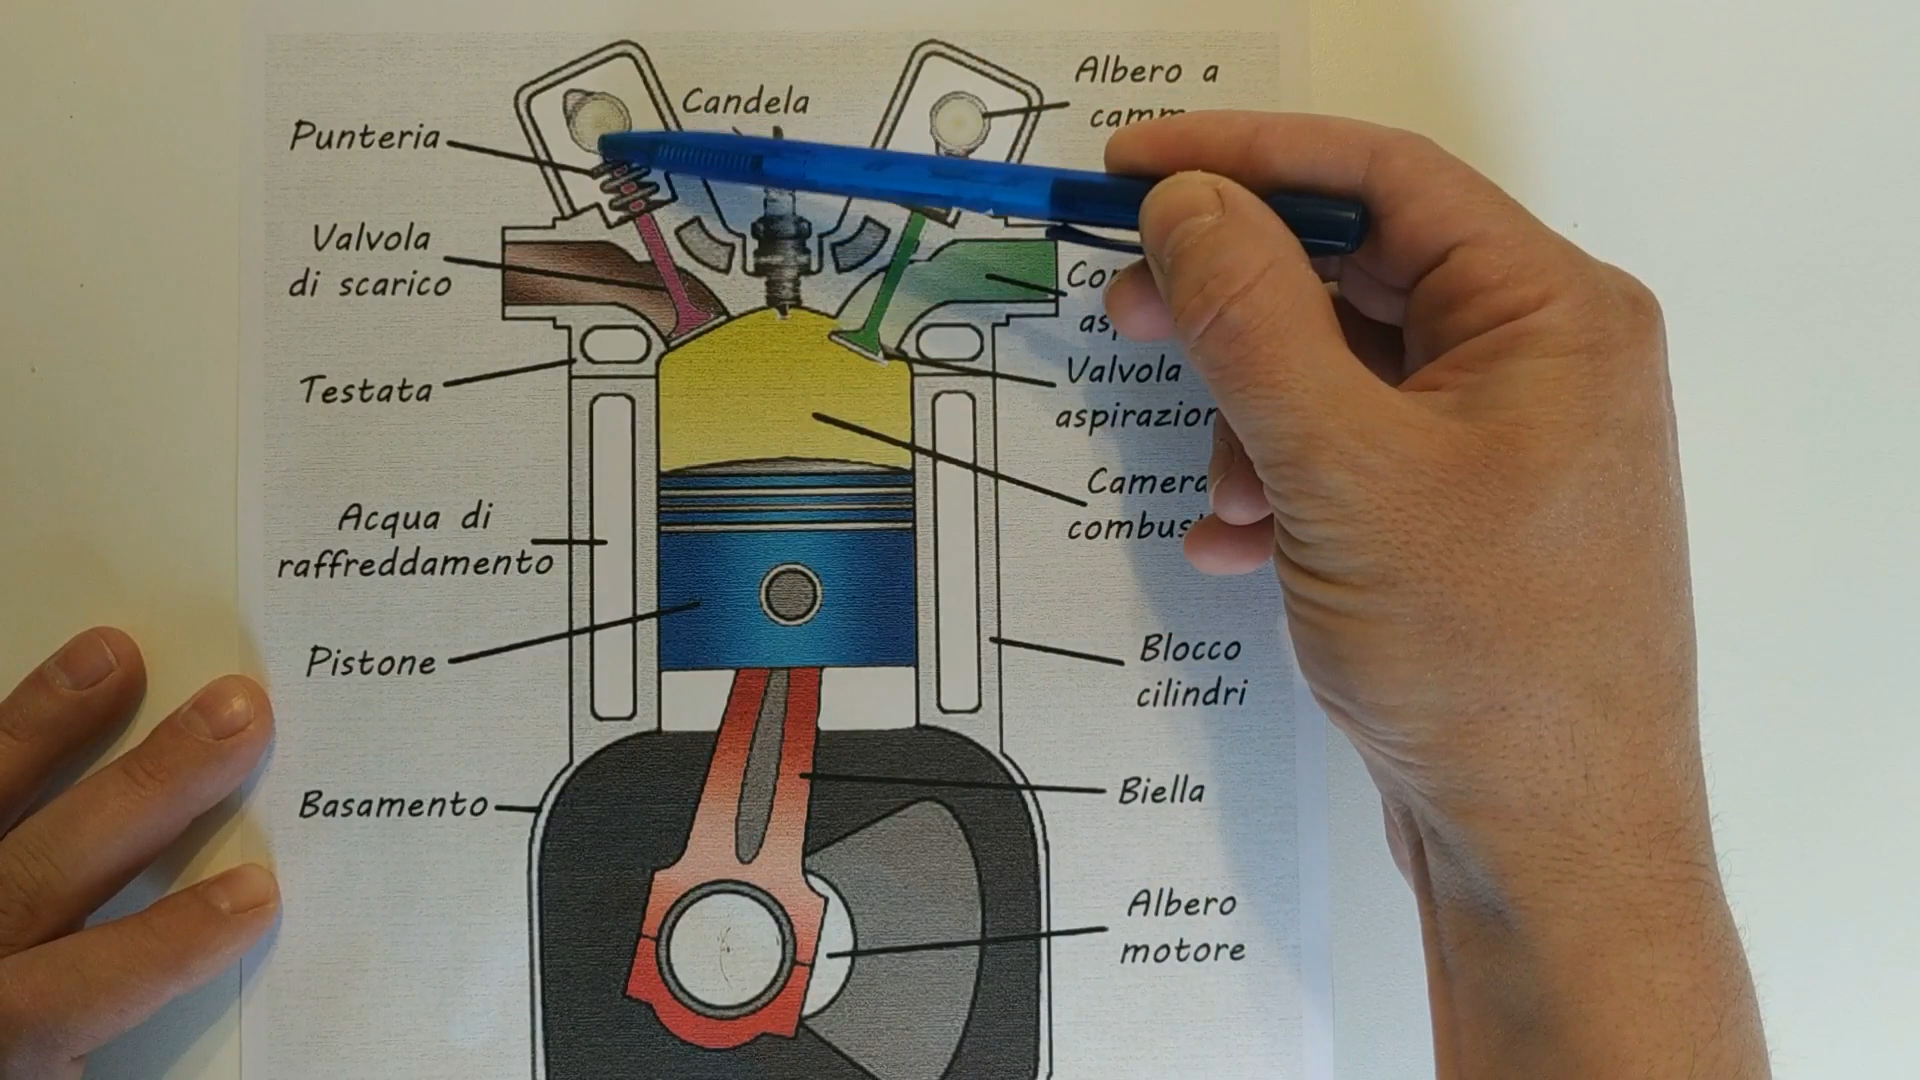 Albero a
Candela
Punteria
Valvola
di scarico
Testata
Valvola
Acqua di
raffreddamento
Pistone
Blocco
cilindri
Basamento
Biella
Albero
motore